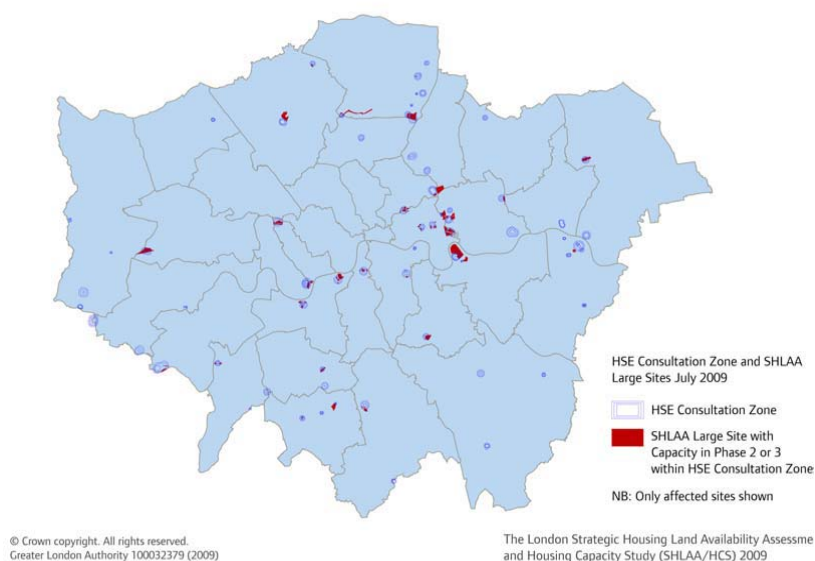 HSE Consultation Zone and SHLAA
Large Sites July 2009
HSE Consultation Zone
SHLAA Large Site with
Capacity in Phase 2 or 3
within HSE Consultation Zone
NB: Only affected sites shown
© Crown copyright. All rights reserved.
Greater London Authority 100032379 (2009)
The London Strategic Housing Land Availability Assessme
and Housing Capacity Study (SHLAA/HCS) 2009